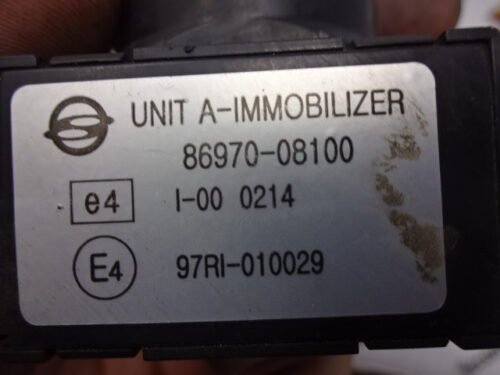 UNIT A-IMMOBILIZER
86970-08100
e4 I-00 0214
E4 97RI-010029